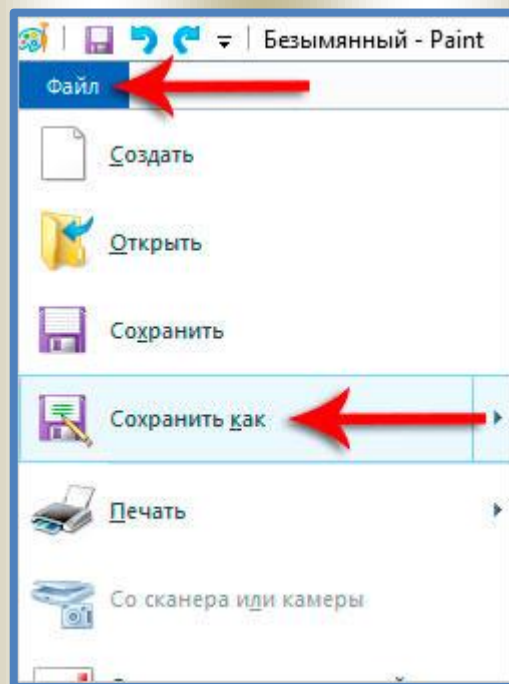 Безымянный - Paint
Файл
Создать
Открыть
Сохранить
Сохранить как
Печать
Со сканера или камеры